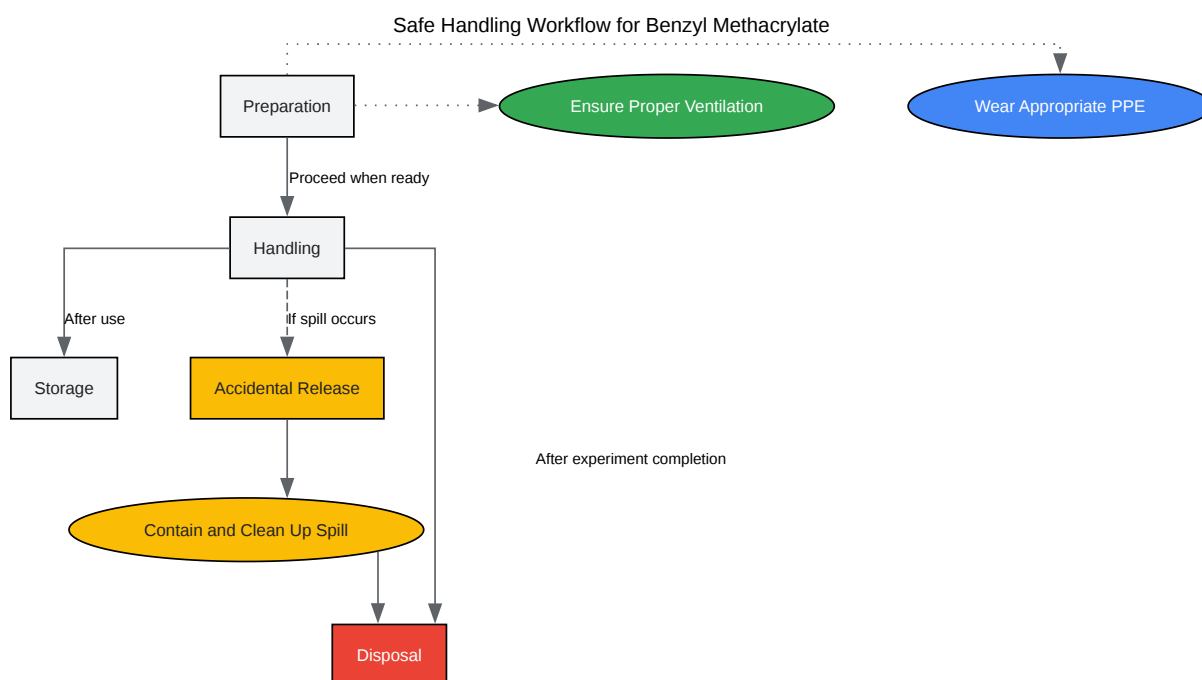 Safe Handling Workflow for Benzyl Methacrylate
Preparation
Ensure Proper Ventilation
Wear Appropriate PPE
Proceed when ready
Handling
After use
If spill occurs
Storage
Accidental Release
After experiment completion
Contain and Clean Up Spill
Disposal